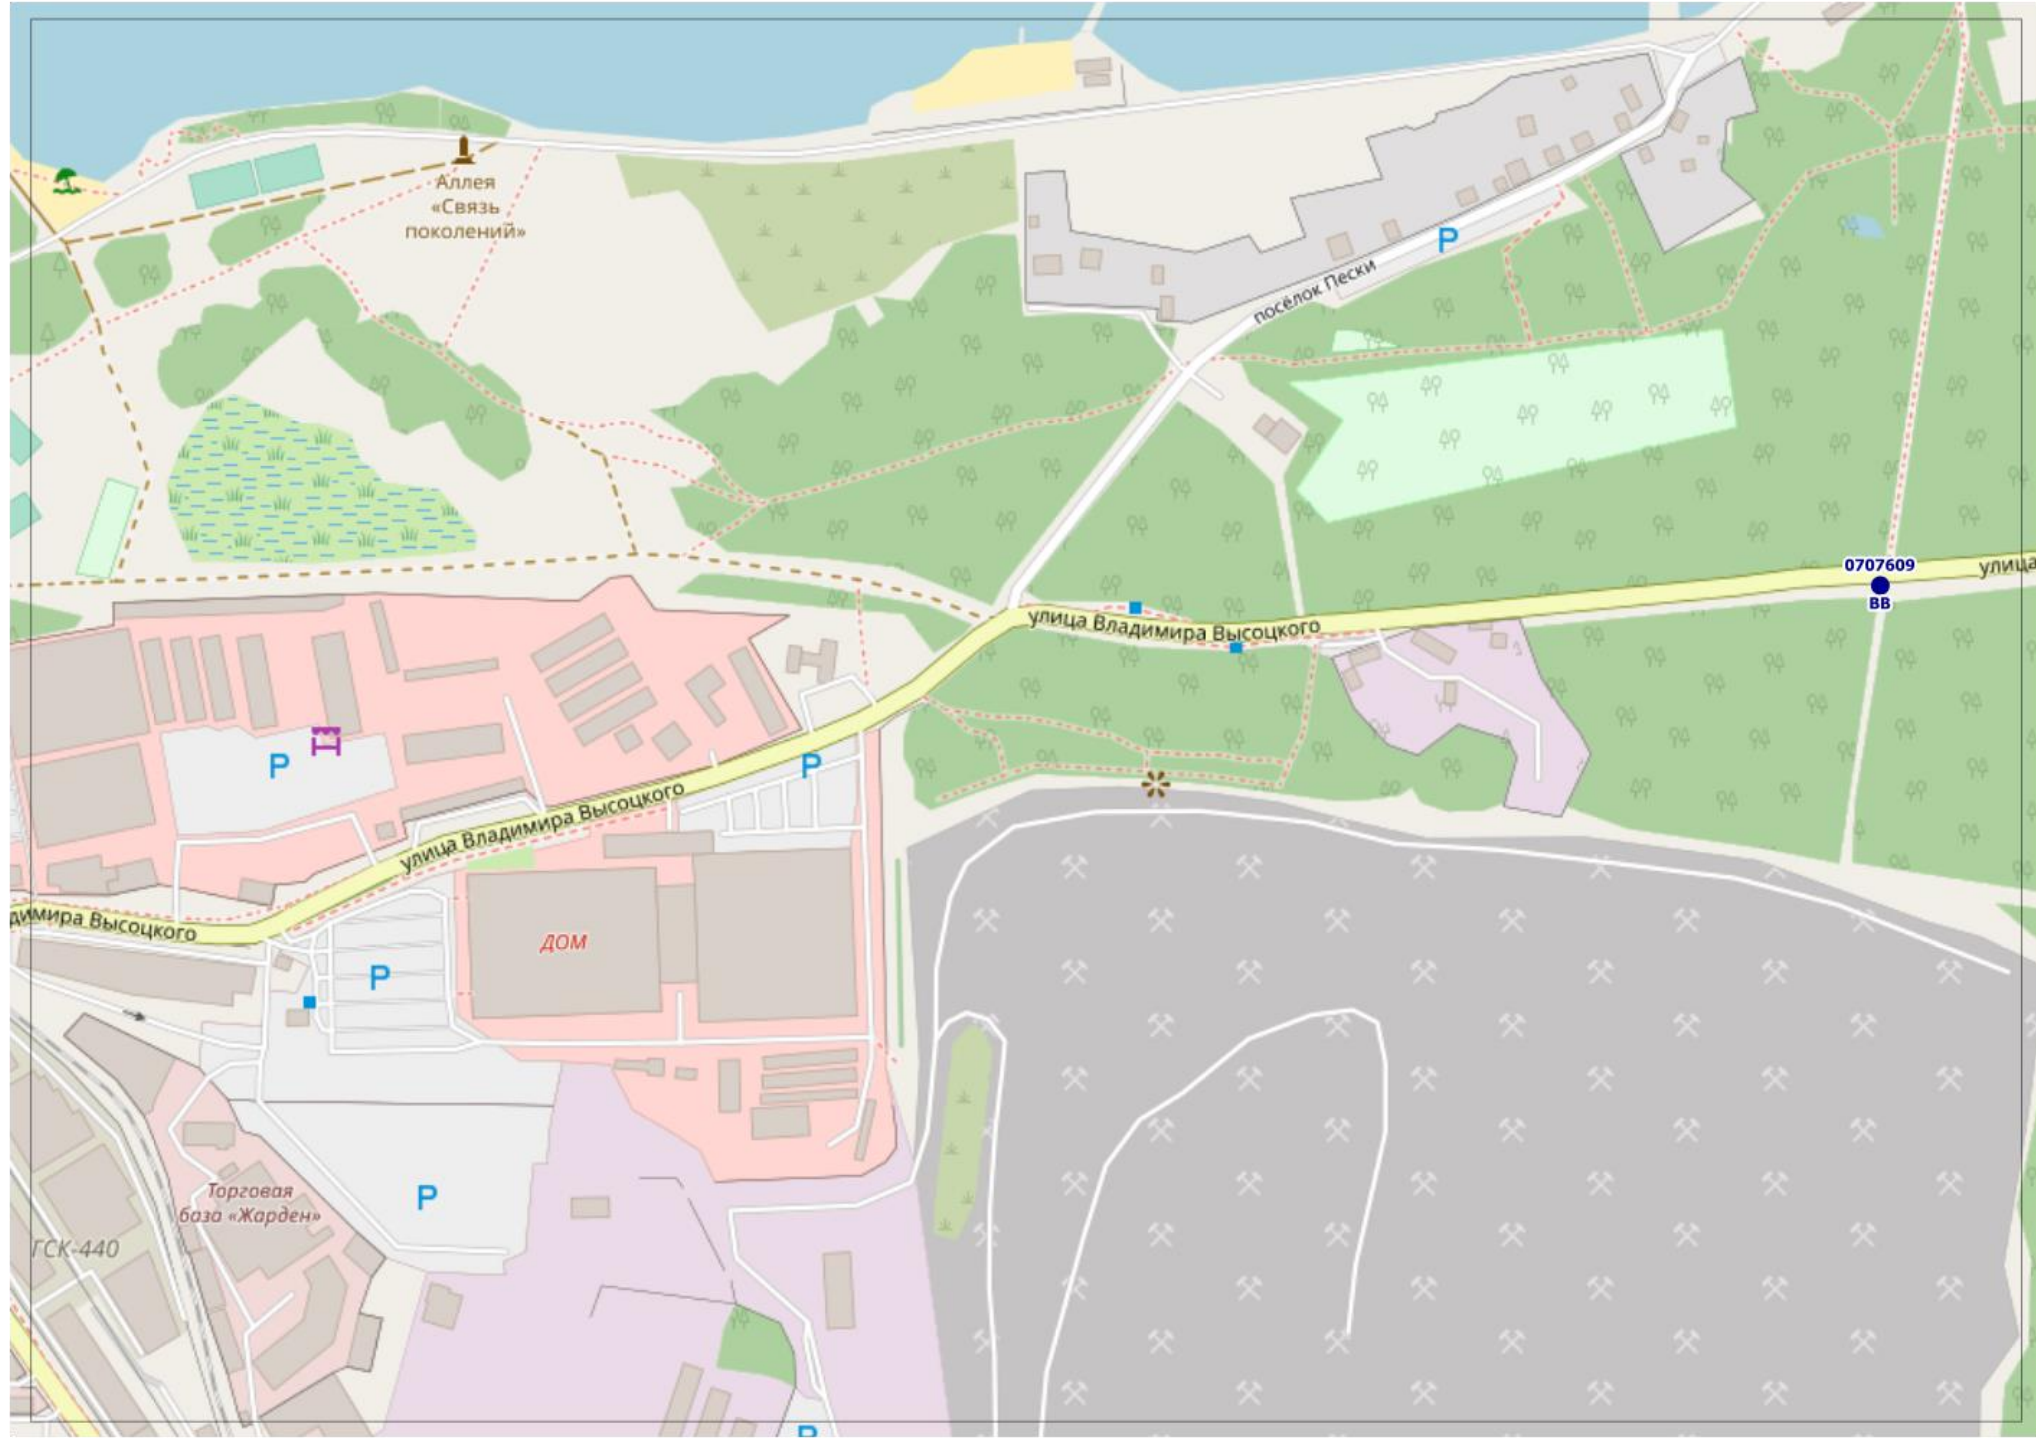 Аллея
«Связь
поколений»
P
посёлок Пески
0707609
ВВ
улица
улица Владимира Высоцкого
P
P
улица Владимира Высоцкого
димира Высоцкого
ДОМ
P
Торговая
база «Жарден»
P
ГСК-440
P